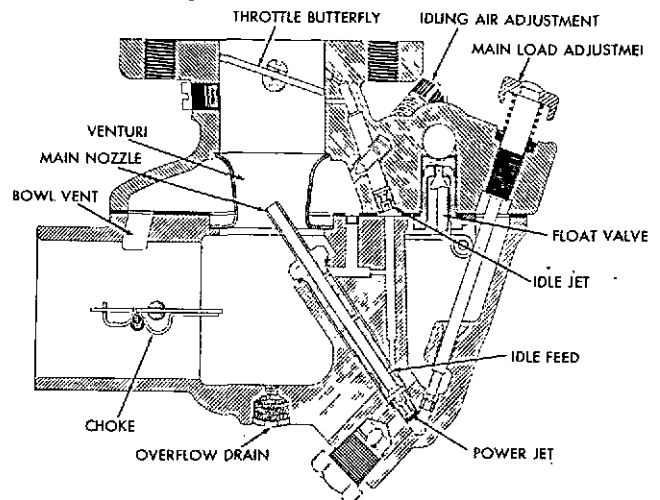 THROTTLE BUTTERFLY
IDLING AIR ADJUSTMENT
MAIN LOAD ADJUSTMEI
VENTURI
MAIN NOZZLE
BOWL VENT
FLOAT VALVE
IDLE JET
IDLE FEED
CHOKE
OVERFLOW DRAIN
POWER JET